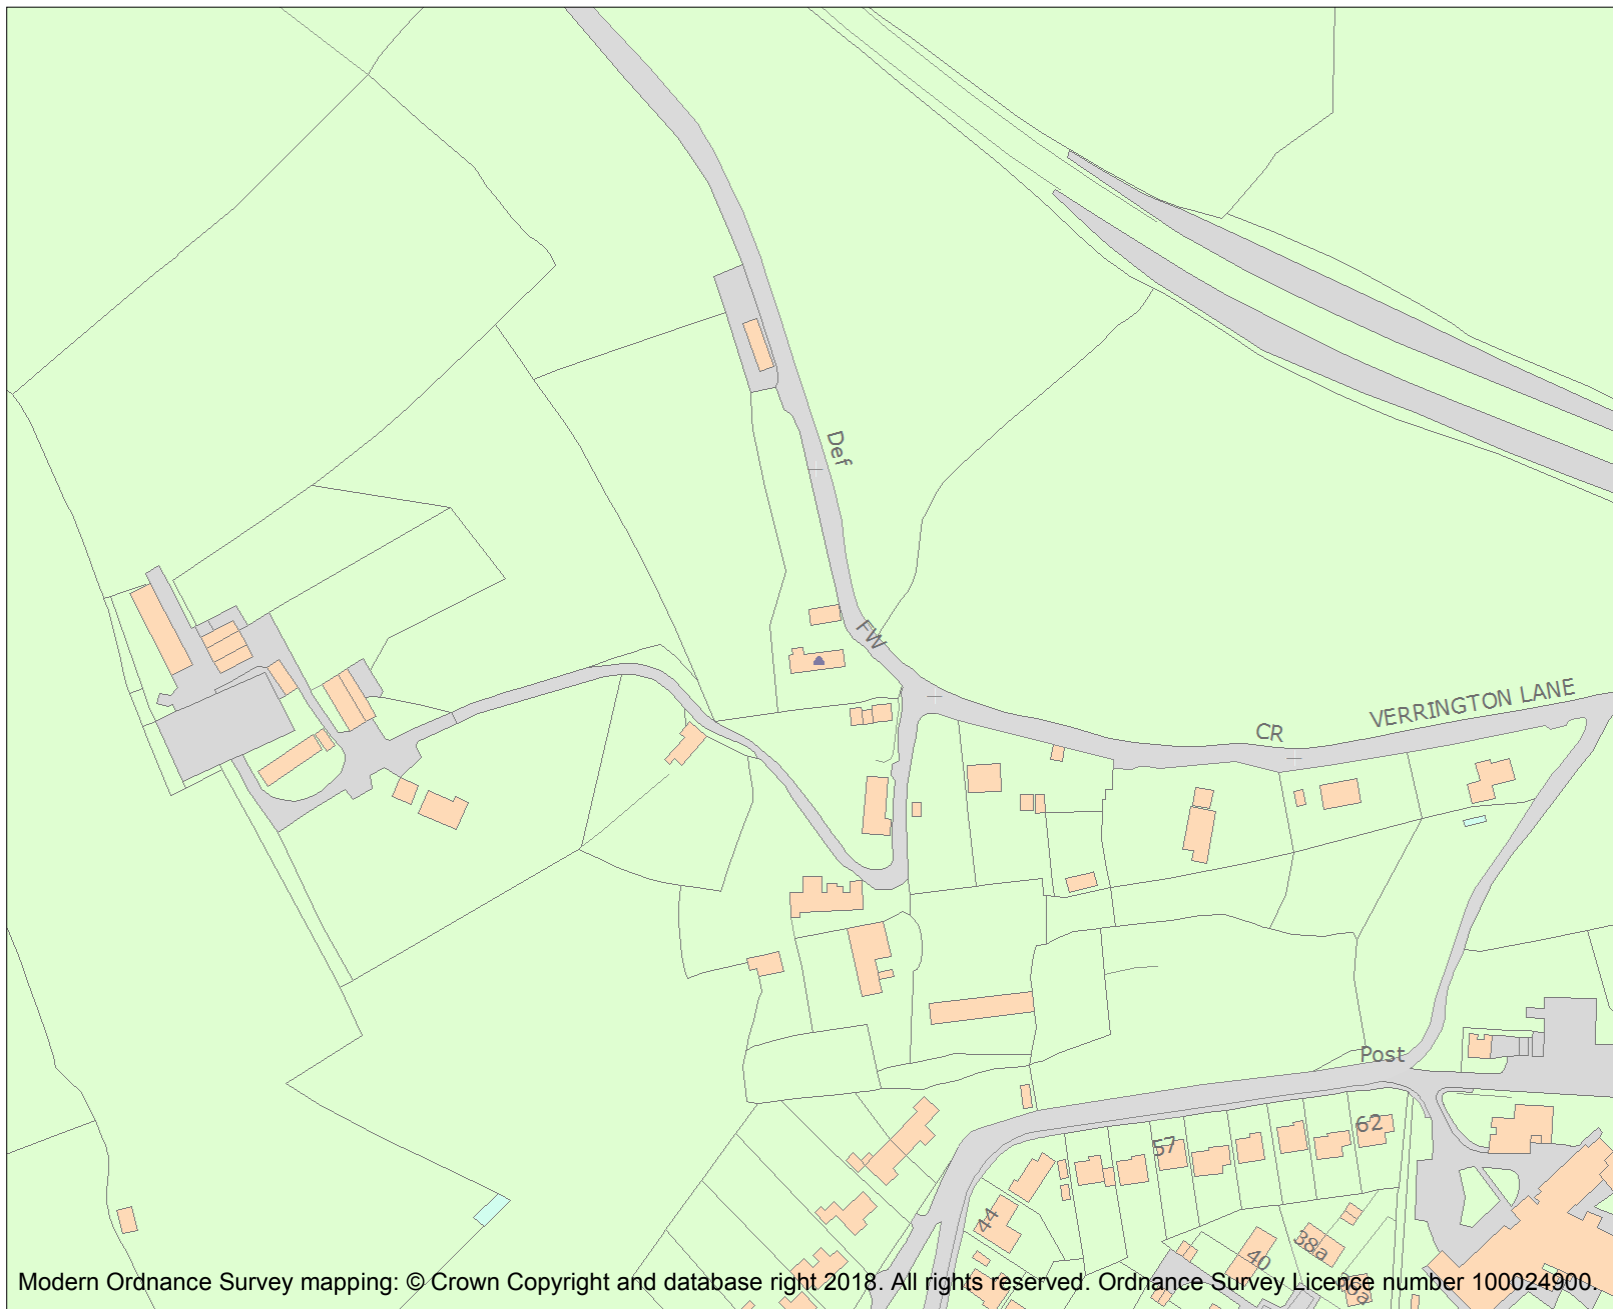 Def
FW
VERRINGTON LANE
CR
Post
62
57
44
38a
40
Modern Ordnance Survey mapping: © Crown Copyright and database right 2018. All rights reserved. Ordnance Survey Licence number 100024900.